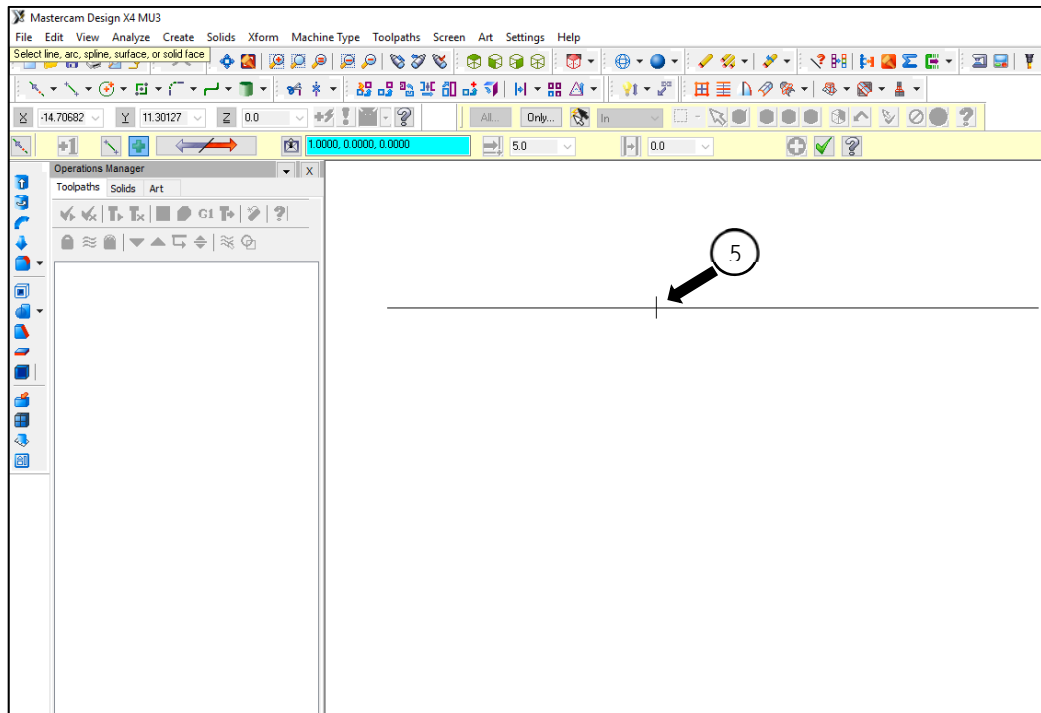 Mastercam Design X4 MU3
File Edit View Analyze Create Solids Xform Machine Type Toolpaths Screen Art Settings Help
Select line, arc, spline, surface, or solid face
X -14.70682 Y 11.30127 Z 0.0 All... Only... In
+1 1.0000, 0.0000, 0.0000 5.0 0.0
Operations Manager X
Toolpaths Solids Art
G1
5